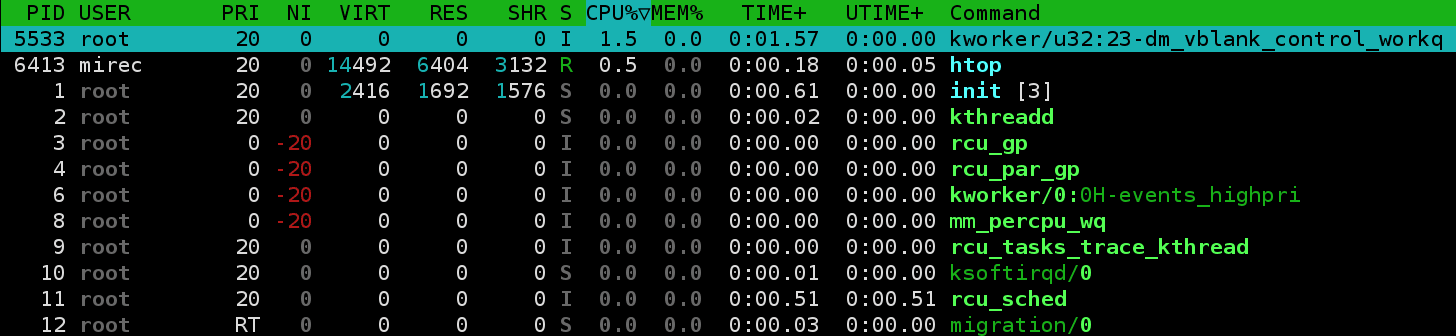 PID USER PRI NI VIRT RES SHR S CPU%▽MEM% TIME+ UTIME+ Command
5533 root 20 0 0 0 0 I 1.5 0.0 0:01.57 0:00.00 kworker/u32:23-dm_vblank_control_workq
6413 mirec 20 0 14492 6404 3132 R 0.5 0.0 0:00.18 0:00.05 htop
1 root 20 0 2416 1692 1576 S 0.0 0.0 0:00.61 0:00.00 init [3]
2 root 20 0 0 0 0 S 0.0 0.0 0:00.02 0:00.00 kthreadd
3 root 0 -20 0 0 0 I 0.0 0.0 0:00.00 0:00.00 rcu_gp
4 root 0 -20 0 0 0 I 0.0 0.0 0:00.00 0:00.00 rcu_par_gp
6 root 0 -20 0 0 0 I 0.0 0.0 0:00.00 0:00.00 kworker/0:0H-events_highpri
8 root 0 -20 0 0 0 I 0.0 0.0 0:00.00 0:00.00 mm_percpu_wq
9 root 20 0 0 0 0 I 0.0 0.0 0:00.00 0:00.00 rcu_tasks_trace_kthread
10 root 20 0 0 0 0 S 0.0 0.0 0:00.01 0:00.00 ksoftirqd/0
11 root 20 0 0 0 0 I 0.0 0.0 0:00.51 0:00.51 rcu_sched
12 root RT 0 0 0 0 S 0.0 0.0 0:00.03 0:00.00 migration/0